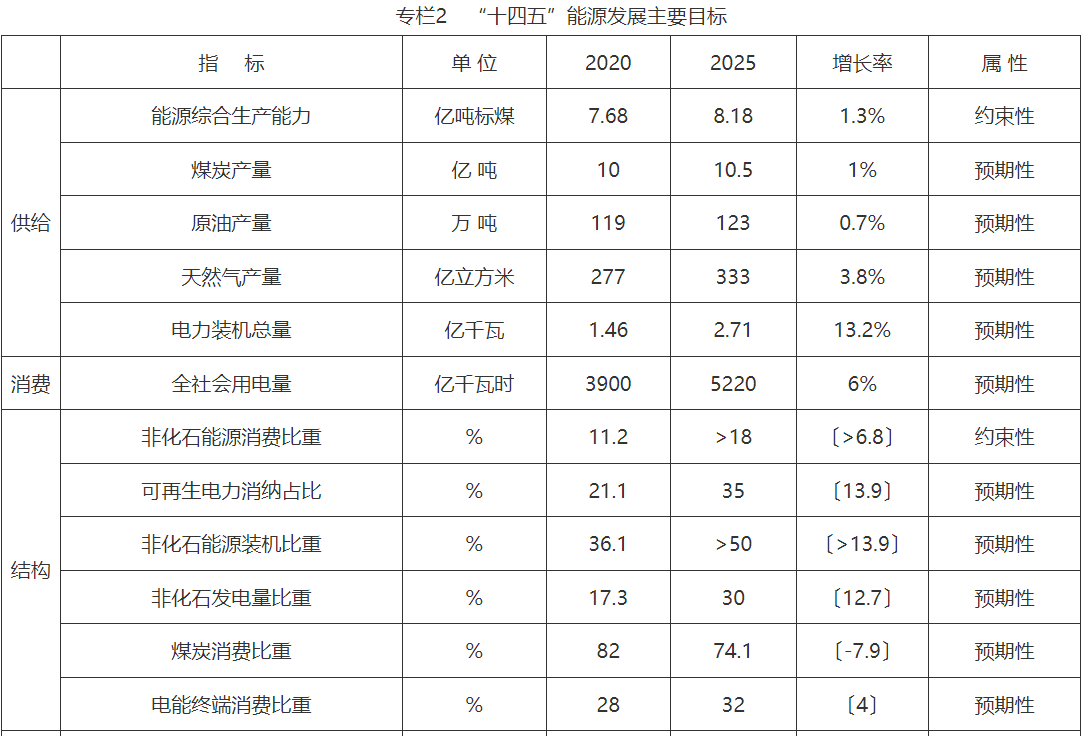 专栏2 “十四五”能源发展主要目标
指 标 单 位 2020 2025 增长率 属 性
供给
能源综合生产能力 亿吨标煤 7.68 8.18 1.3% 约束性
煤炭产量 亿 吨 10 10.5 1% 预期性
原油产量 万 吨 119 123 0.7% 预期性
天然气产量 亿立方米 277 333 3.8% 预期性
电力装机总量 亿千瓦 1.46 2.71 13.2% 预期性
消费 全社会用电量 亿千瓦时 3900 5220 6% 预期性
结构
非化石能源消费比重 % 11.2 >18 〔>6.8〕 约束性
可再生电力消纳占比 % 21.1 35 〔13.9〕 预期性
非化石能源装机比重 % 36.1 >50 〔>13.9〕 预期性
非化石发电量比重 % 17.3 30 〔12.7〕 预期性
煤炭消费比重 % 82 74.1 〔-7.9〕 预期性
电能终端消费比重 % 28 32 〔4〕 预期性